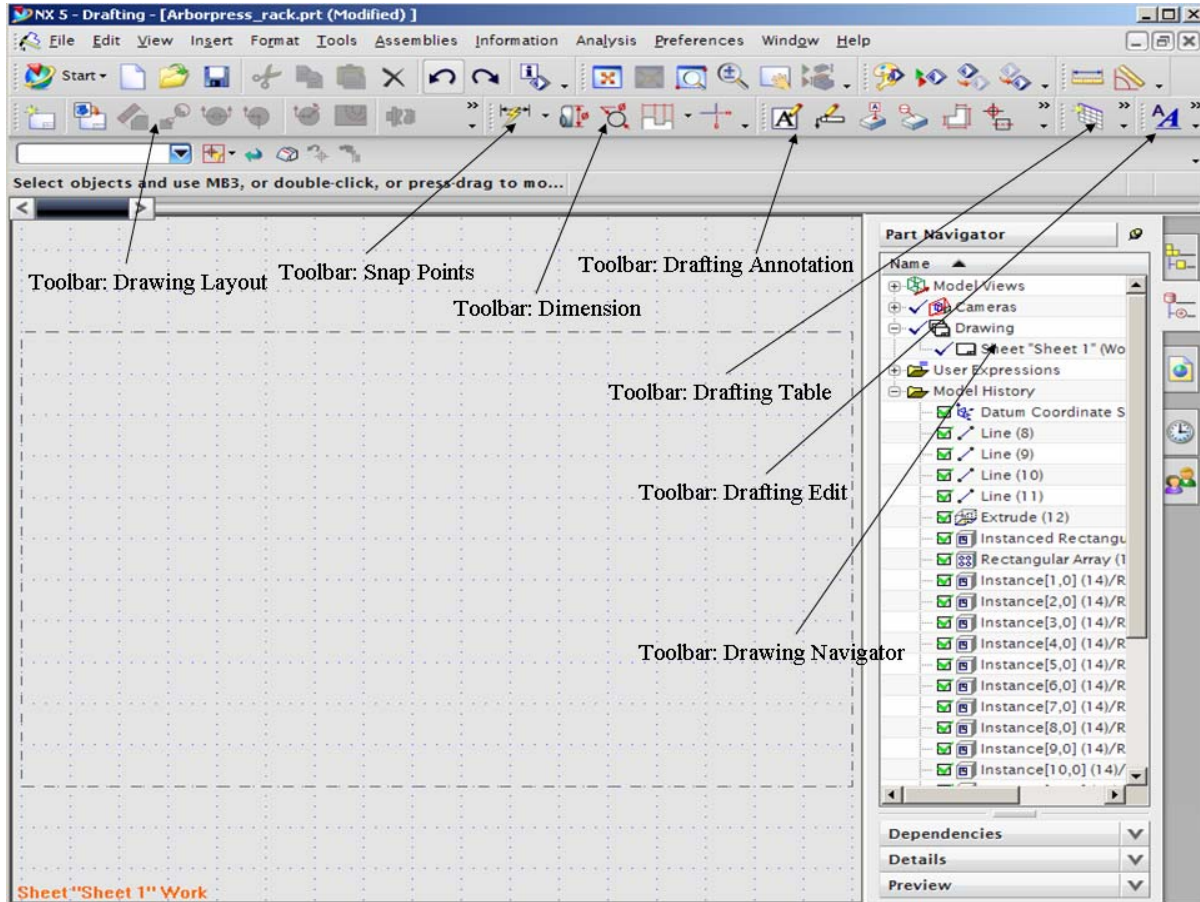 NX 5 - Drafting - [Arborpress_rack.prt (Modified) ]
File Edit View Insert Format Tools Assemblies Information Analysis Preferences Window Help
Start
Select objects and use MB3, or double-click, or press-drag to mo...
Part Navigator
Name
Toolbar: Drawing Layout
Toolbar: Snap Points
Toolbar: Drafting Annotation
Toolbar: Dimension
Toolbar: Drafting Table
Toolbar: Drafting Edit
Toolbar: Drawing Navigator
Model Views
Cameras
Drawing
Sheet "Sheet 1" (Wo
User Expressions
Model History
Datum Coordinate S
Line (8)
Line (9)
Line (10)
Line (11)
Extrude (12)
Instanced Rectangu
Rectangular Array (1
Instance[1,0] (14)/R
Instance[2,0] (14)/R
Instance[3,0] (14)/R
Instance[4,0] (14)/R
Instance[5,0] (14)/R
Instance[6,0] (14)/R
Instance[7,0] (14)/R
Instance[8,0] (14)/R
Instance[9,0] (14)/R
Instance[10,0] (14)/
Dependencies
Details
Preview
Sheet "Sheet 1" Work